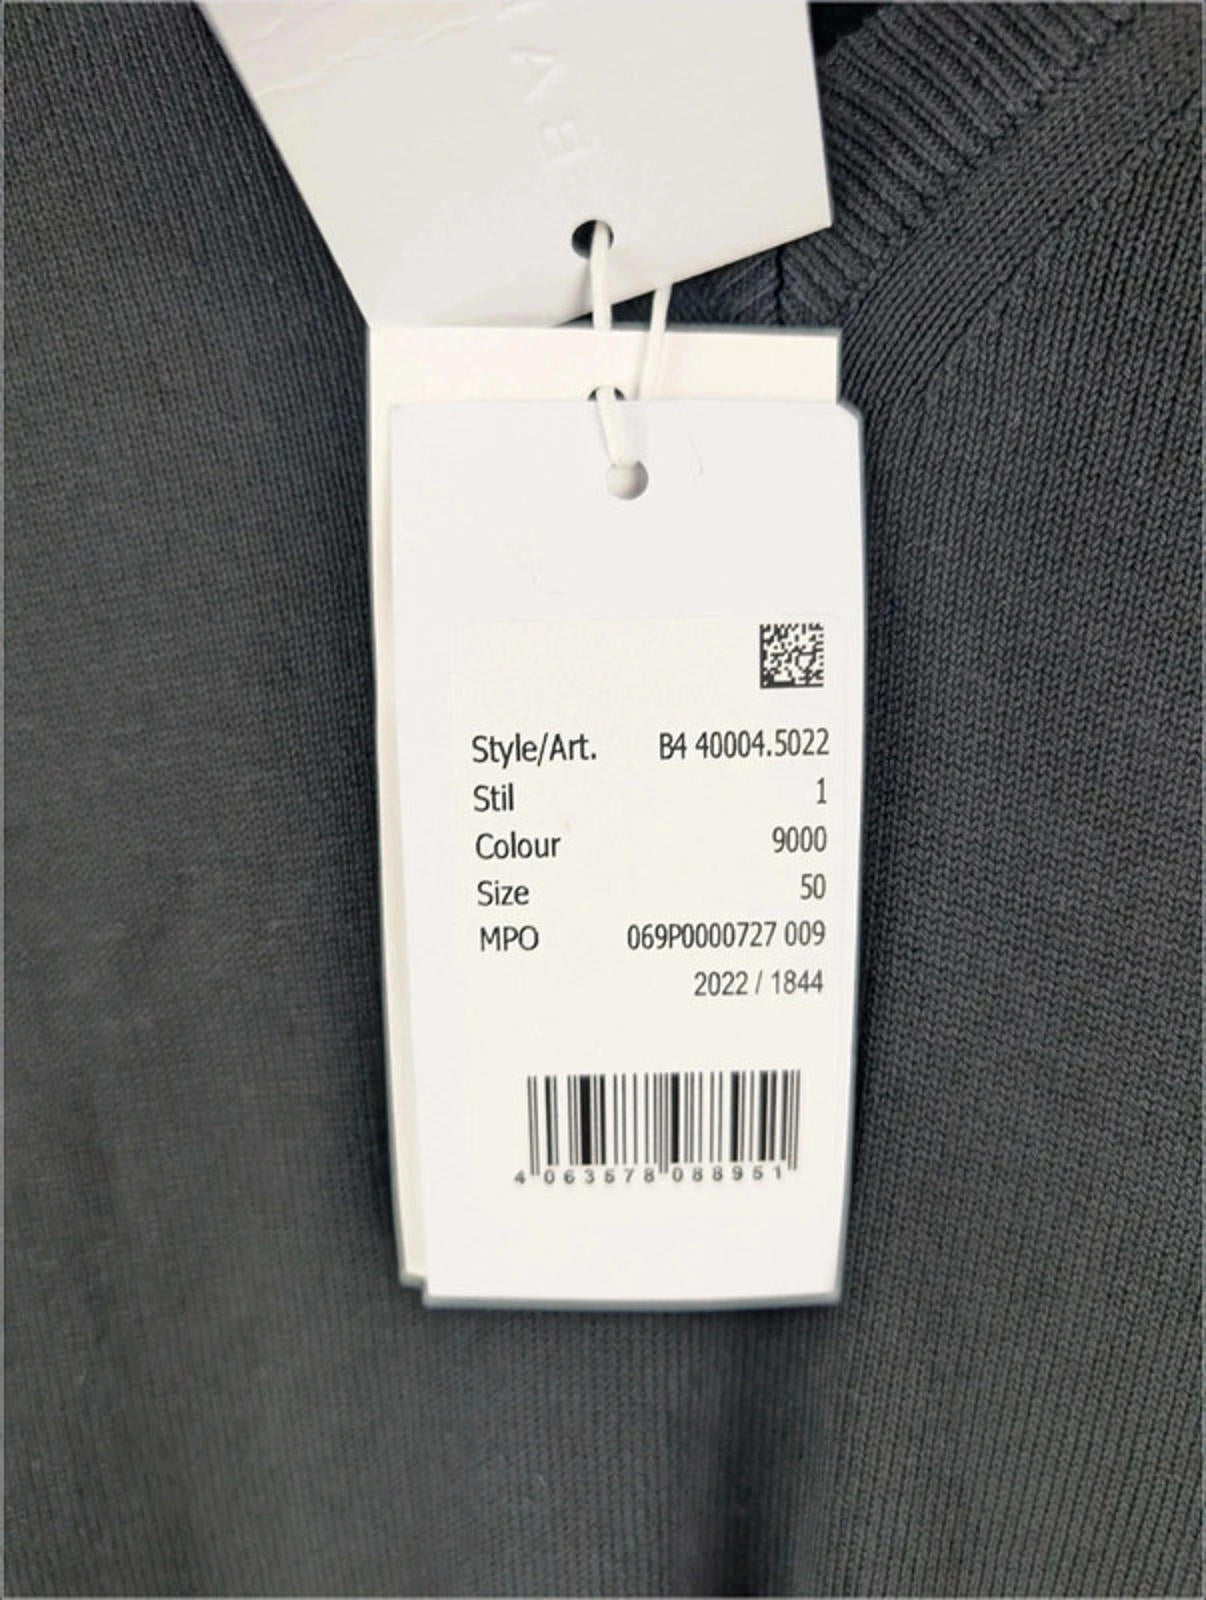 Style/Art. B4 40004.5022
Stil 1
Colour 9000
Size 50
MPO 069P0000727 009
2022 / 1844
4 063578 088951